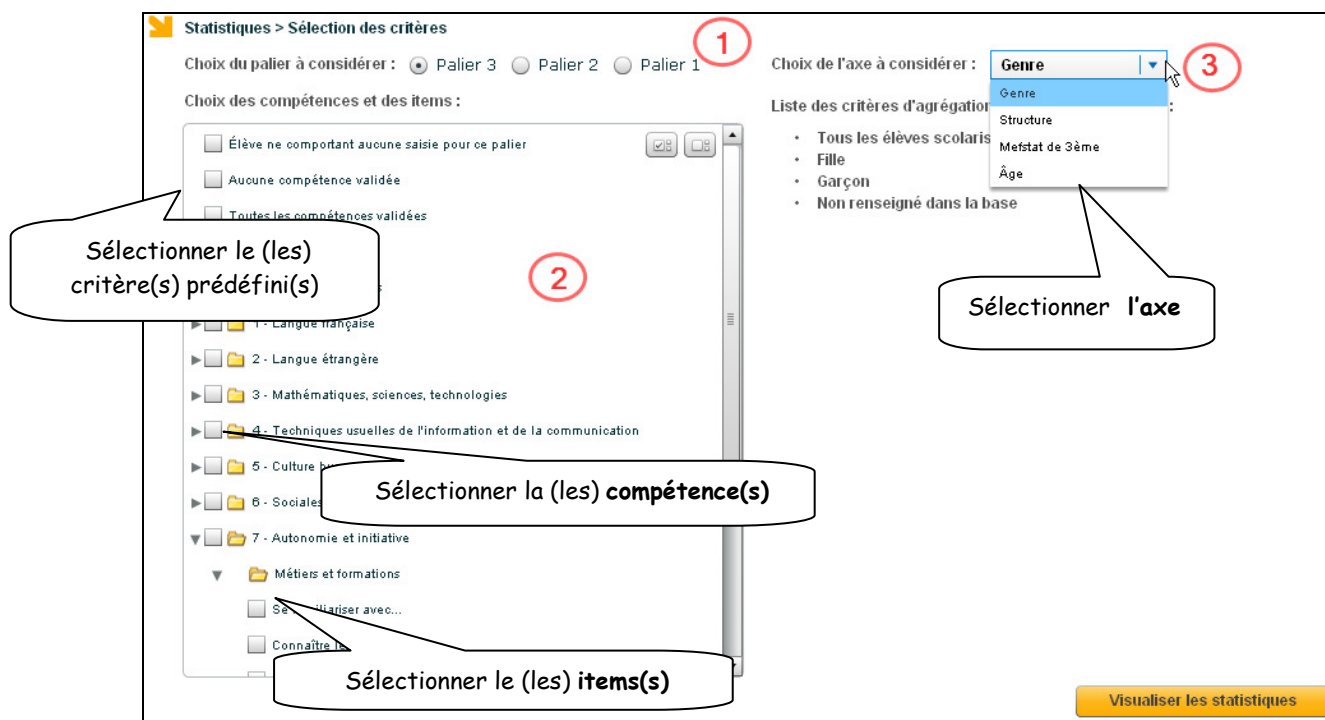 Statistiques > Sélection des critères
1
Choix du palier à considérer : Palier 3 Palier 2 Palier 1
Choix des compétences et des items :
Élève ne comportant aucune saisie pour ce palier
Aucune compétence validée
Toutes les compétences validées
Sélectionner le (les)
critère(s) prédéfini(s)
2
1 - Langue française
2 - Langue étrangère
3 - Mathématiques, sciences, technologies
4 - Techniques usuelles de l'information et de la communication
5 - Culture
Sélectionner la (les) compétence(s)
6 - Sociales
7 - Autonomie et initiative
Métiers et formations
Se familiariser avec...
Connaître
Sélectionner le (les) items(s)
Choix de l'axe à considérer : Genre
3
Genre
Structure
Mefstat de 3ème
Âge
Liste des critères d'agrégation :
• Tous les élèves scolaris
• Fille
• Garçon
• Non renseigné dans la base
Sélectionner l'axe
Visualiser les statistiques